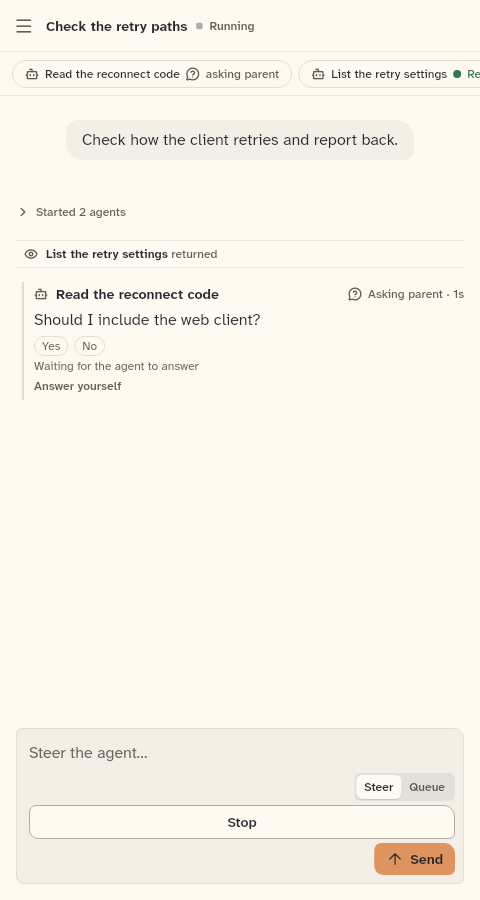 Check the retry paths Running
Read the reconnect code asking parent List the retry settings Re
Check how the client retries and report back.
Started 2 agents
List the retry settings returned
Read the reconnect code Asking parent · 1s
Should I include the web client?
Yes No
Waiting for the agent to answer
Answer yourself
Steer the agent...
Steer Queue
Stop
Send